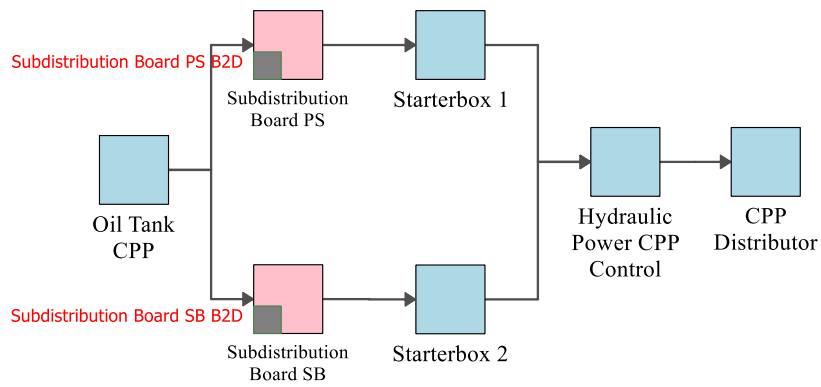 Subdistribution Board PS B2D
Subdistribution
Board PS
Starterbox 1
Oil Tank
CPP
Hydraulic
Power CPP
Control
CPP
Distributor
Subdistribution Board SB B2D
Subdistribution
Board SB
Starterbox 2